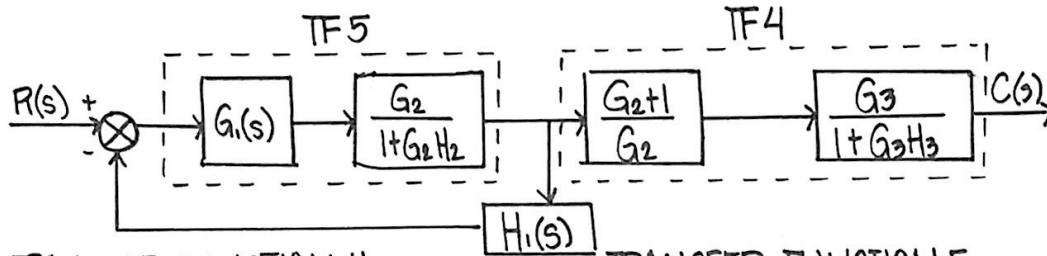 TF5 TF4
R(s) + G₁(s) G₂ / 1+G₂H₂ G₂+1 / G₂ G₃ / 1+G₃H₃ C(s)
-
H₁(s)